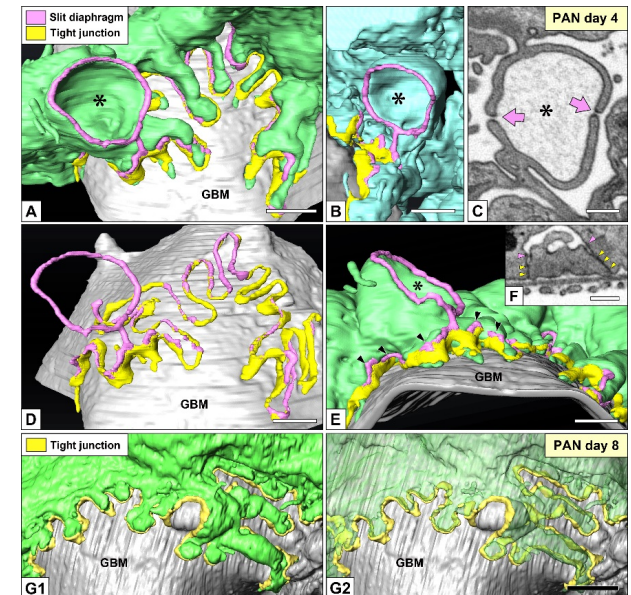 Slit diaphragm
Tight junction
PAN day 4
*
*
*
GBM
A
B
C
F
*
GBM
GBM
D
E
Tight junction
PAN day 8
GBM
GBM
G1
G2